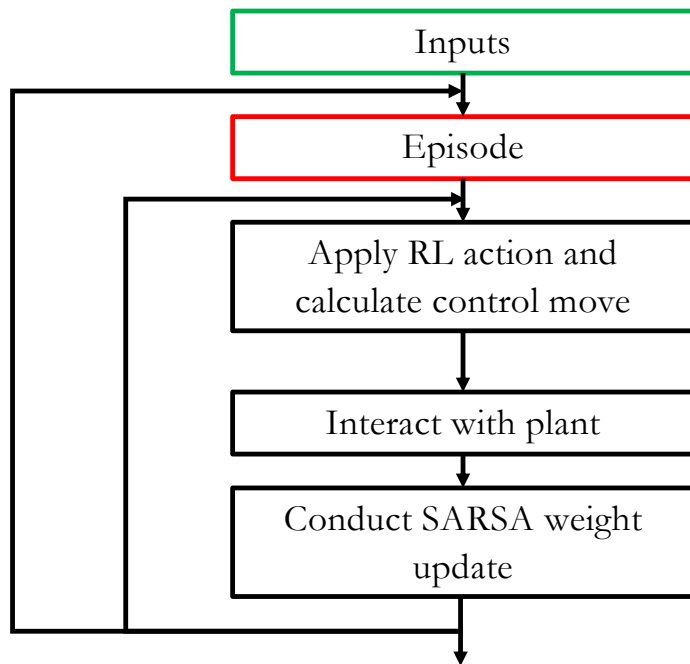 Inputs
Episode
Apply RL action and
calculate control move
Interact with plant
Conduct SARSA weight
update